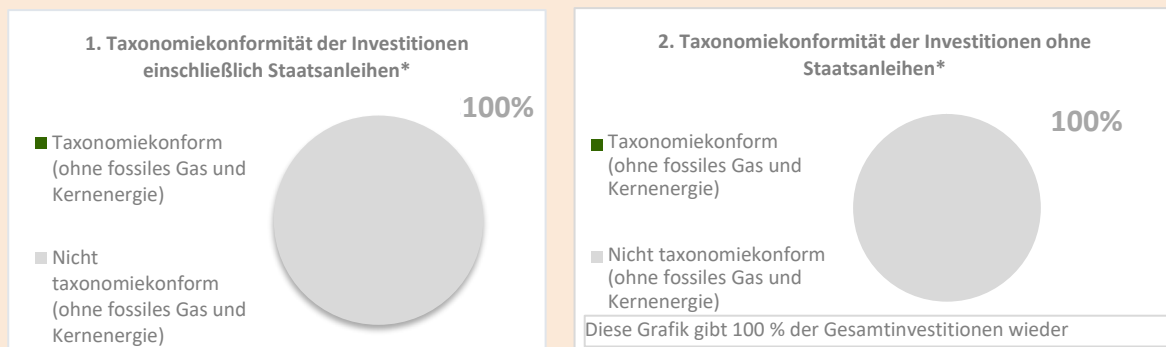 1. Taxonomiekonformität der Investitionen
einschließlich Staatsanleihen*
100%
Taxonomiekonform
(ohne fossiles Gas und
Kernenergie)
Nicht
taxonomiekonform
(ohne fossiles Gas und
Kernenergie)
2. Taxonomiekonformität der Investitionen ohne
Staatsanleihen*
100%
Taxonomiekonform
(ohne fossiles Gas und
Kernenergie)
Nicht taxonomiekonform
(ohne fossiles Gas und
Kernenergie)
Diese Grafik gibt 100 % der Gesamtinvestitionen wieder